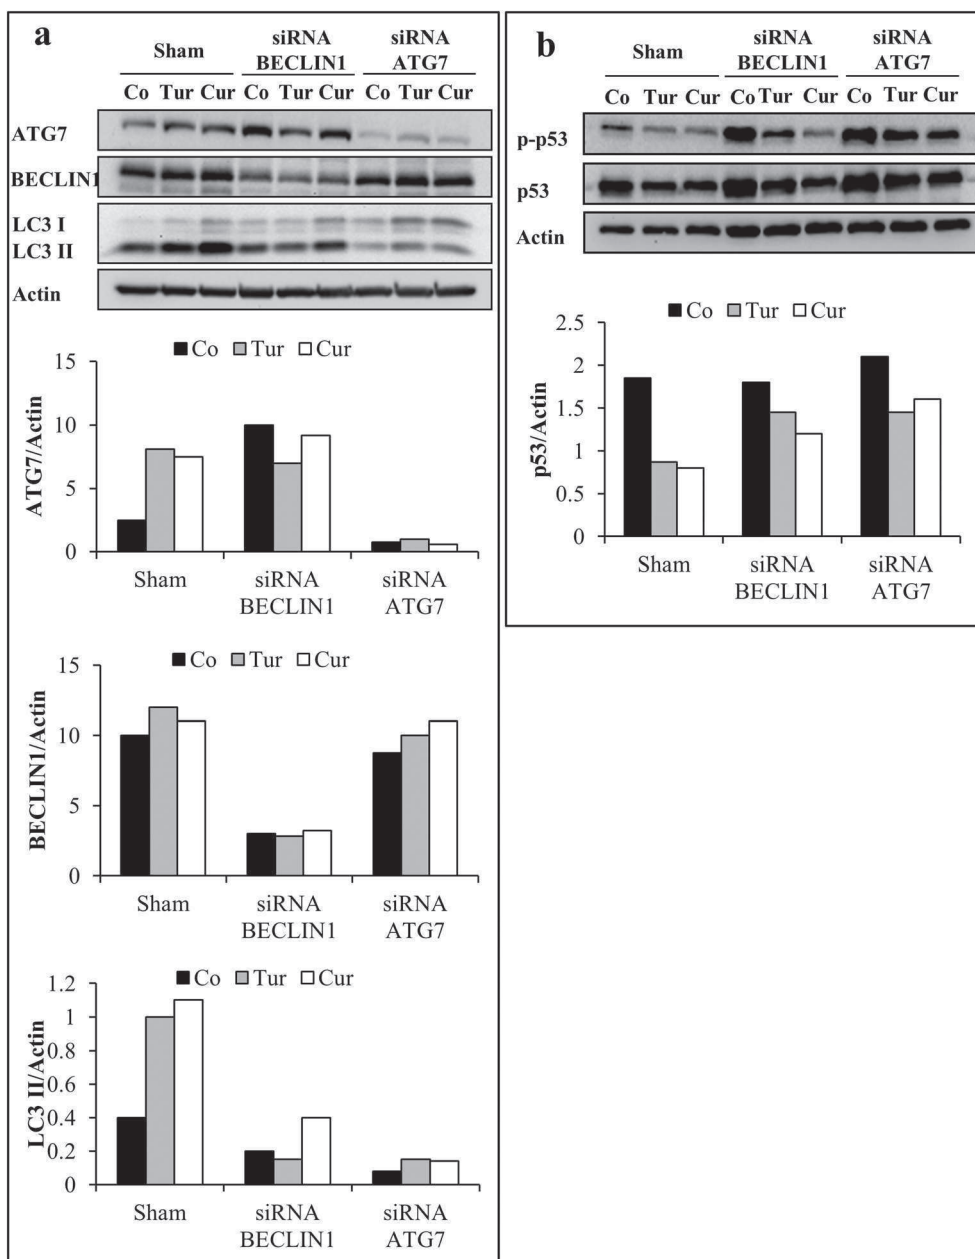 a
Sham
siRNA
BECLIN1
siRNA
ATG7
Co Tur Cur Co Tur Cur Co Tur Cur
ATG7
BECLIN1
LC3 I
LC3 II
Actin
Co Tur Cur
15
10
5
0
ATG7/Actin
Sham
siRNA
BECLIN1
siRNA
ATG7
Co Tur Cur
15
10
5
0
BECLIN1/Actin
Sham
siRNA
BECLIN1
siRNA
ATG7
Co Tur Cur
1.2
1
0.8
0.6
0.4
0.2
0
LC3 II/Actin
Sham
siRNA
BECLIN1
siRNA
ATG7
b
Sham
siRNA
BECLIN1
siRNA
ATG7
Co Tur Cur Co Tur Cur Co Tur Cur
p-p53
p53
Actin
Co Tur Cur
2.5
2
1.5
1
0.5
0
p53/Actin
Sham
siRNA
BECLIN1
siRNA
ATG7